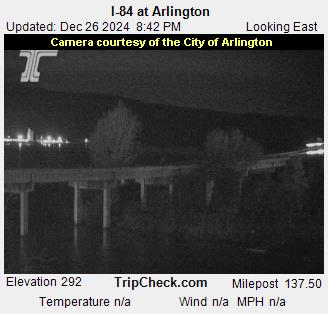 I-84 at Arlington
Updated: Dec 26 2024 8:42 PM Looking East
Camera courtesy of the City of Arlington
Elevation 292 TripCheck.com Milepost 137.50
Temperature n/a Wind n/a MPH n/a